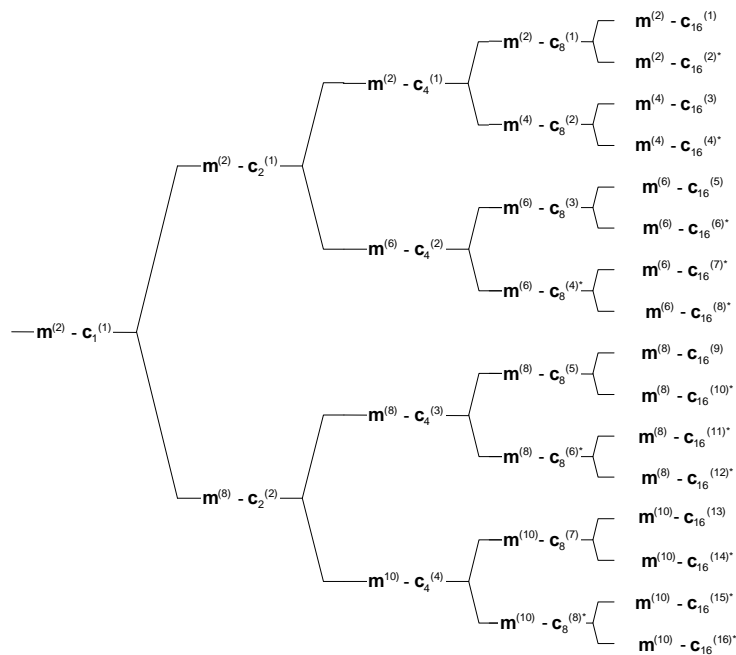 m⁽²⁾ - c₁₆⁽¹⁾
m⁽²⁾ - c₈⁽¹⁾
m⁽²⁾ - c₁₆⁽²⁾*
m⁽²⁾ - c₄⁽¹⁾
m⁽⁴⁾ - c₁₆⁽³⁾
m⁽⁴⁾ - c₈⁽²⁾
m⁽⁴⁾ - c₁₆⁽⁴⁾*
m⁽²⁾ - c₂⁽¹⁾
m⁽⁶⁾ - c₁₆⁽⁵⁾
m⁽⁶⁾ - c₈⁽³⁾
m⁽⁶⁾ - c₁₆⁽⁶⁾*
m⁽⁶⁾ - c₄⁽²⁾
m⁽⁶⁾ - c₁₆⁽⁷⁾*
m⁽⁶⁾ - c₈⁽⁴⁾*
m⁽⁶⁾ - c₁₆⁽⁸⁾*
m⁽²⁾ - c₁⁽¹⁾
m⁽⁸⁾ - c₁₆⁽⁹⁾
m⁽⁸⁾ - c₈⁽⁵⁾
m⁽⁸⁾ - c₁₆⁽¹⁰⁾*
m⁽⁸⁾ - c₄⁽³⁾
m⁽⁸⁾ - c₁₆⁽¹¹⁾*
m⁽⁸⁾ - c₈⁽⁶⁾*
m⁽⁸⁾ - c₁₆⁽¹²⁾*
m⁽⁸⁾ - c₂⁽²⁾
m⁽¹⁰⁾ - c₁₆⁽¹³⁾
m⁽¹⁰⁾ - c₈⁽⁷⁾
m⁽¹⁰⁾ - c₁₆⁽¹⁴⁾*
m¹⁰⁾ - c₄⁽⁴⁾
m⁽¹⁰⁾ - c₁₆⁽¹⁵⁾*
m⁽¹⁰⁾ - c₈⁽⁸⁾*
m⁽¹⁰⁾ - c₁₆⁽¹⁶⁾*